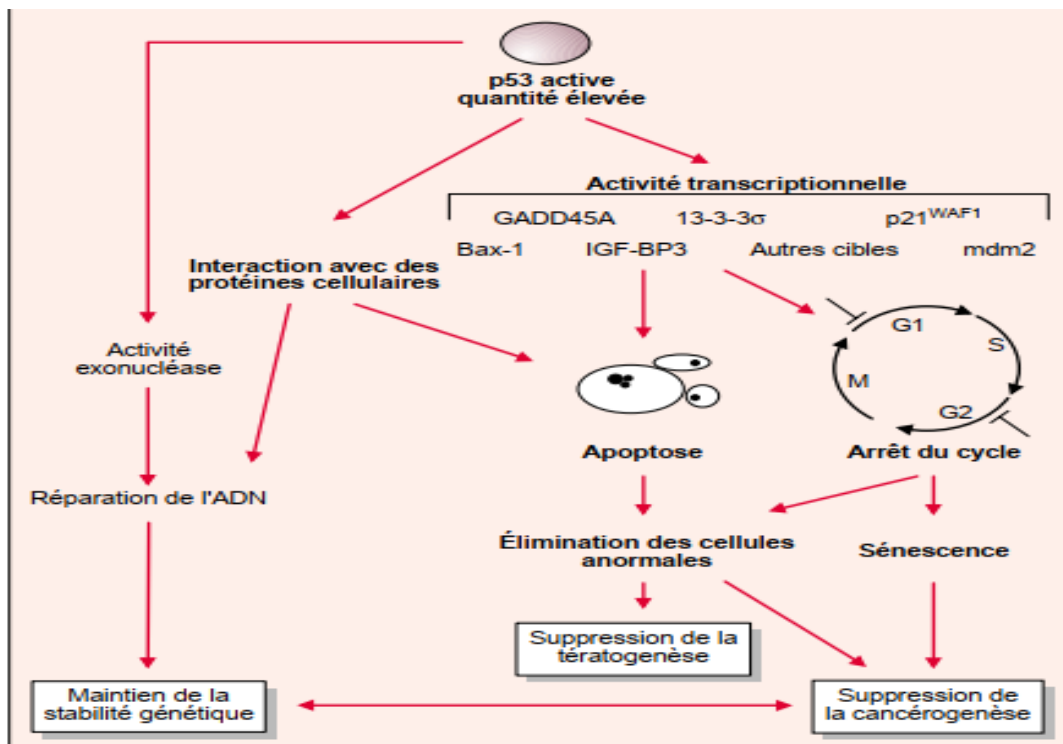 p53 active
quantité élevée
Activité transcriptionnelle
GADD45A 13-3-3σ p21WAF1
Bax-1 IGF-BP3 Autres cibles mdm2
Interaction avec des
protéines cellulaires
Activité
exonucléase
G1
S
M
G2
Apoptose
Arrêt du cycle
Réparation de l'ADN
Élimination des cellules
anormales
Sénescence
Suppression de la
tératogenèse
Maintien de la
stabilité génétique
Suppression de
la cancérogenèse